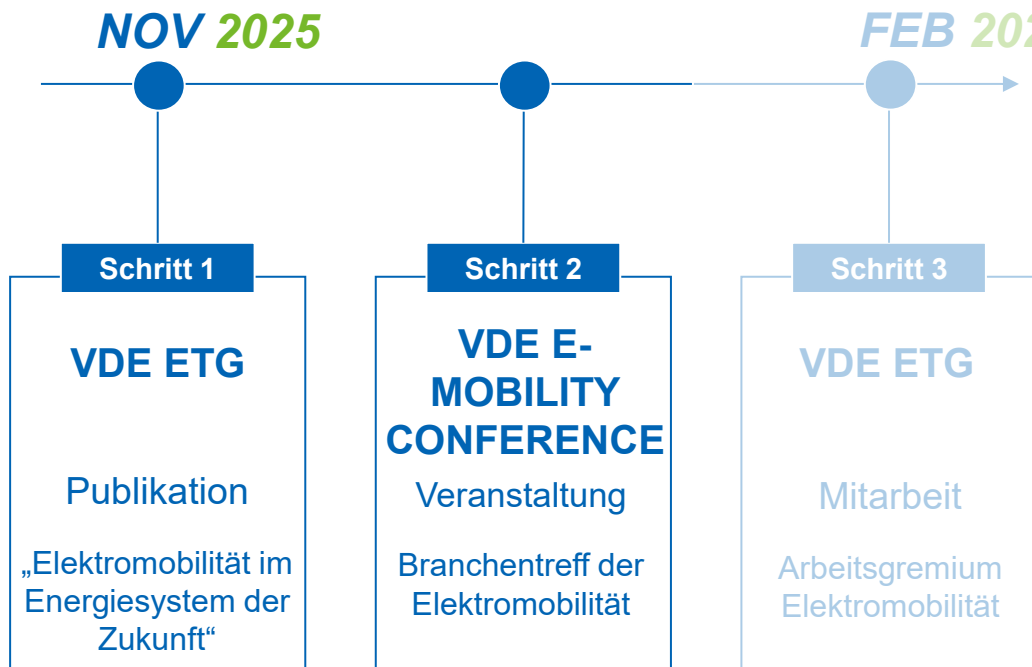 NOV 2025
FEB
Schritt 1
VDE ETG
Publikation
„Elektromobilität im
Energiesystem der
Zukunft“
Schritt 2
VDE E-
MOBILITY
CONFERENCE
Veranstaltung
Branchentreff der
Elektromobilität
Schritt 3
VDE ETG
Mitarbeit
Arbeitsgremium
Elektromobilität